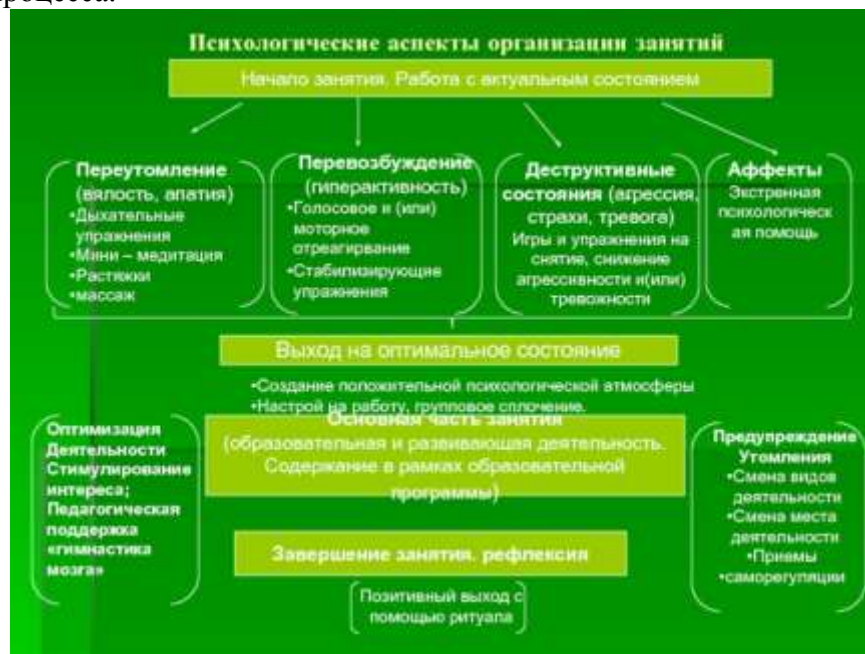 Психологические аспекты организации занятий
Начало занятия. Работа с актуальным состоянием
Переутомление
(вялость, апатия)
•Дыхательные
упражнения
•Мини – медитация
•Растяжки
•массаж
Перевозбуждение
(гиперактивность)
•Голосовое и (или)
моторное
отреагирвание
•Стабилизирующие
упражнения
Деструктивные
состояния (агрессия,
страхи, тревога)
Игры и упражнения на
снятие, снижение
агрессивности и(или)
тревожности
Аффекты
Экстренная
психологическ
ая помощь
Выход на оптимальное состояние
•Создание положительной психологической атмосферы
•Настрой на работу, групповое сплочение.
Оптимизация
Деятельности
Стимулирование
интереса;
Педагогическая
поддержка
«гимнастика
мозга»
Основная часть занятия
(образовательная и развивающая деятельность.
Содержание в рамках образовательной
программы)
Предупреждение
Утомления
•Смена видов
деятельности
•Смена места
деятельности
•Приемы
•саморегуляции
Завершение занятия. рефлексия
Позитивный выход с
помощью ритуала